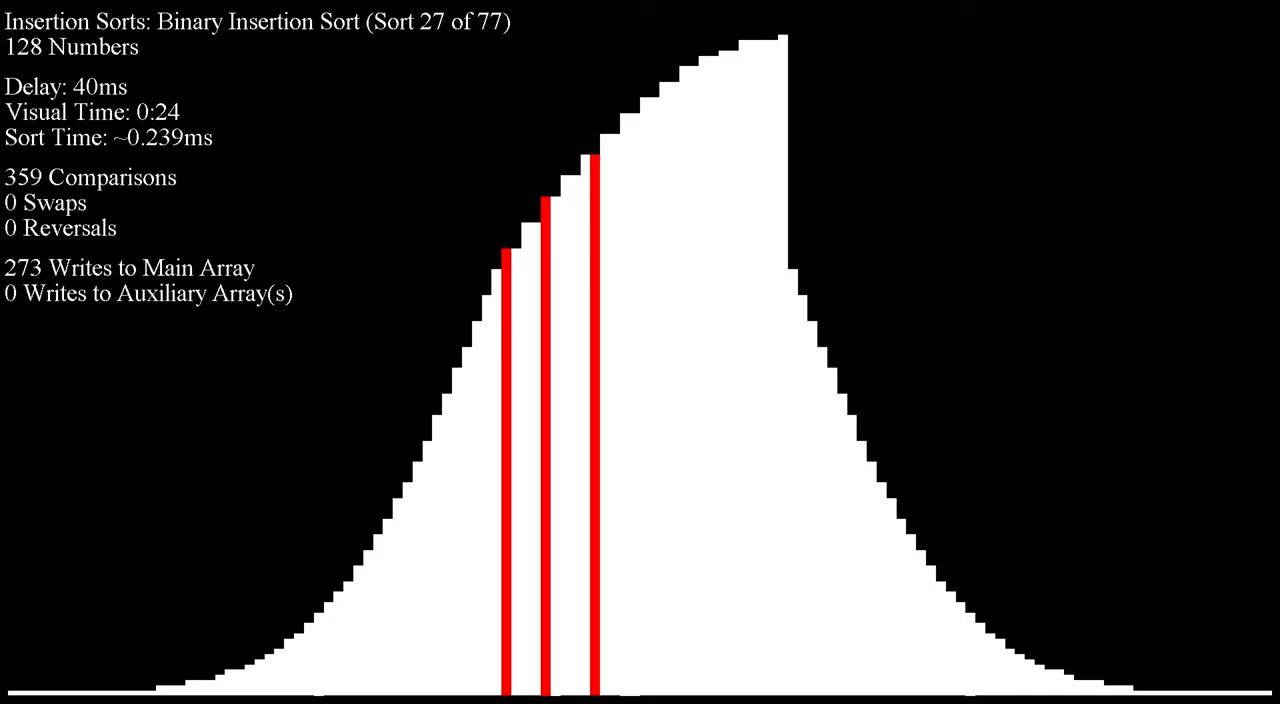 Insertion Sorts: Binary Insertion Sort (Sort 27 of 77)
128 Numbers
Delay: 40ms
Visual Time: 0:24
Sort Time: ~0.239ms
359 Comparisons
0 Swaps
0 Reversals
273 Writes to Main Array
0 Writes to Auxiliary Array(s)